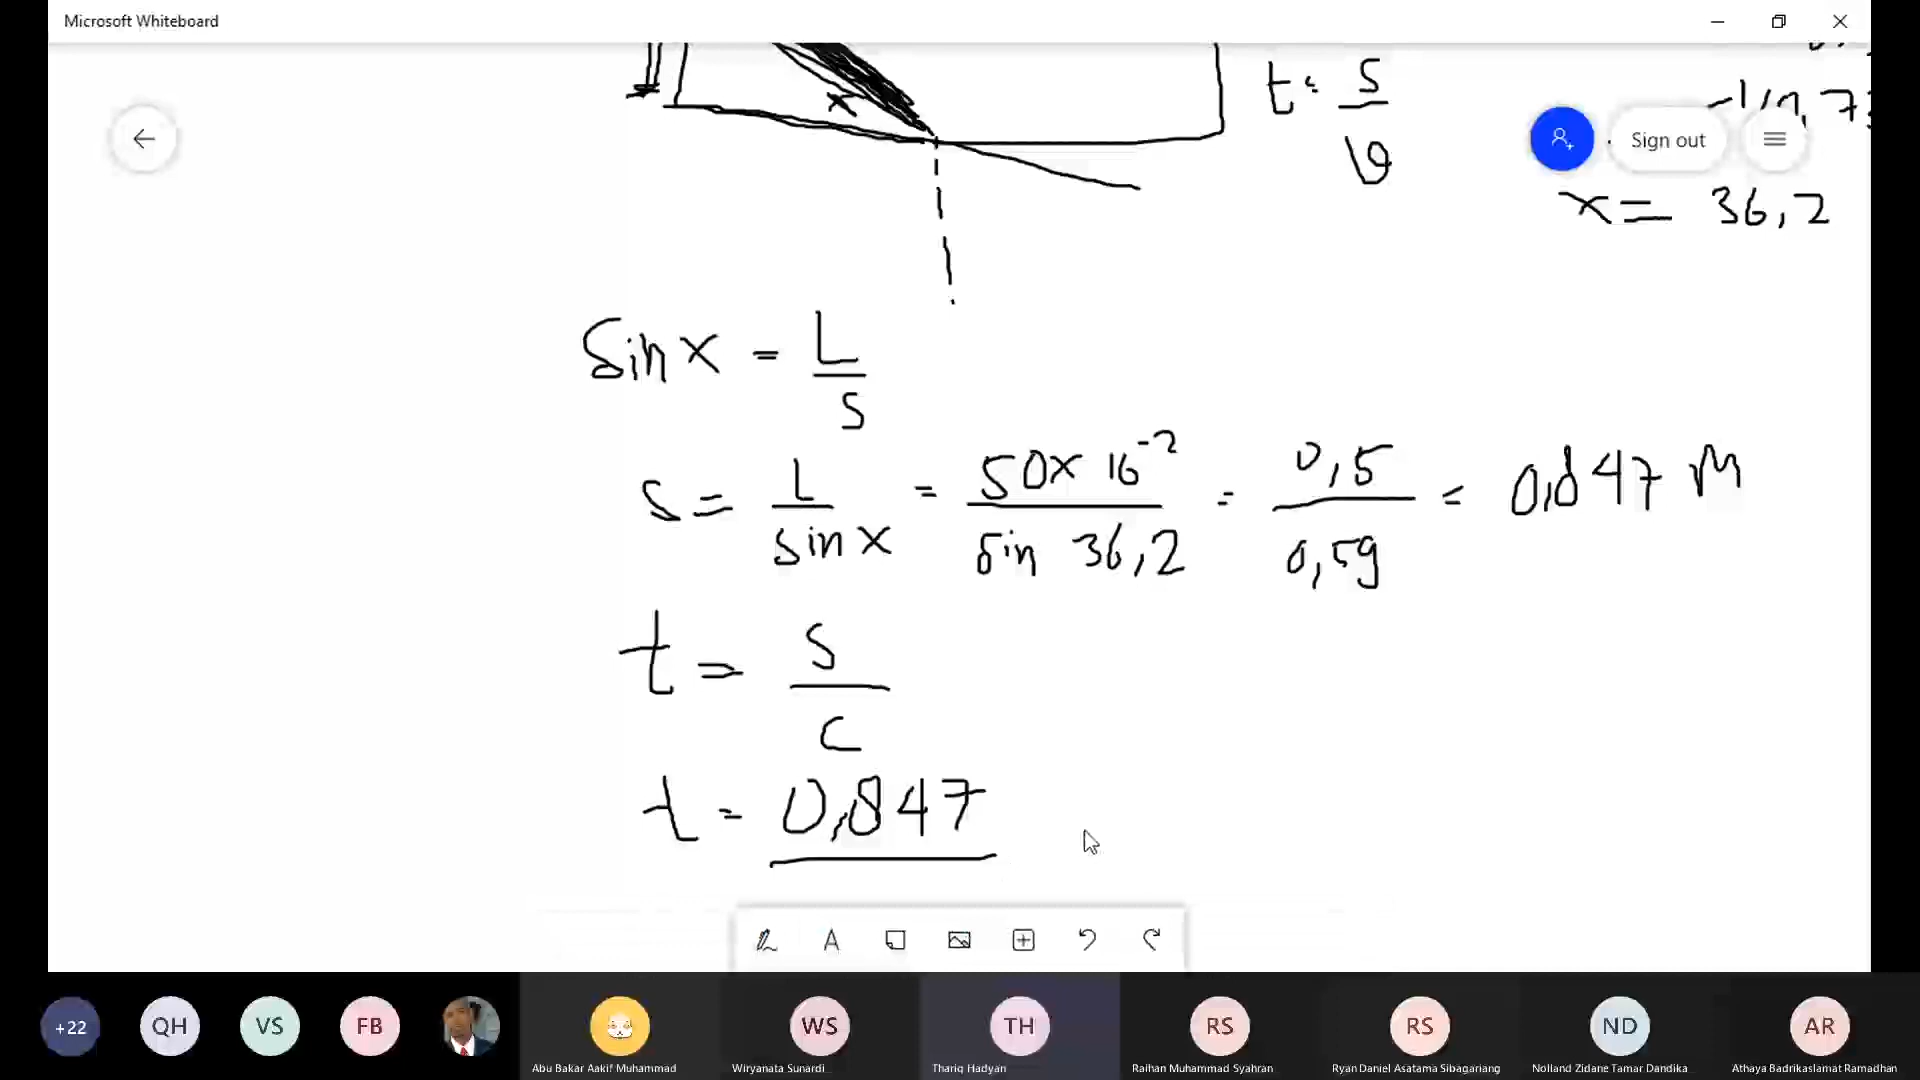 Microsoft Whiteboard
t = s / v
Sign out
x = 36,2
x
sin x = L / s
s = L / sin x = 50 x 10^-2 / sin 36,2 = 0,5 / 0,59 = 0,847 m
t = s / c
t = 0,847
+22
QH
VS
FB
WS
TH
RS
RS
ND
AR
Abu Bakar Aakif Muhammad
Wiryanata Sunardi...
Thariq Hadyan
Raihan Muhammad Syahran
Ryan Daniel Asatama Sibagariang
Nolland Zidane Tamar Dandika...
Athaya Badrikaslamat Ramadhan